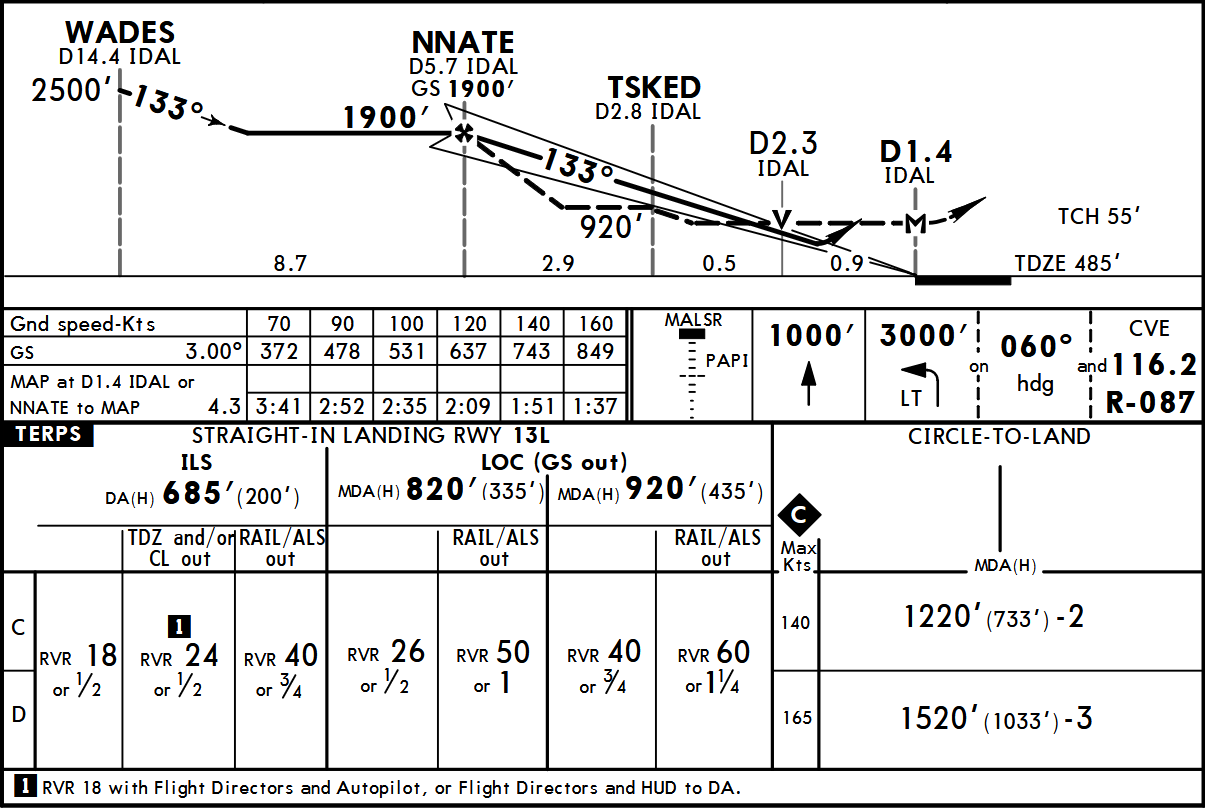 WADES
D14.4 IDAL
2500′
133°
1900′
NNATE
D5.7 IDAL
GS 1900′
TSKED
D2.8 IDAL
133°
920′
D2.3
IDAL
V
D1.4
IDAL
M
TCH 55′
8.7 2.9 0.5 0.9 TDZE 485′
Gnd speed-Kts 70 90 100 120 140 160
GS 3.00° 372 478 531 637 743 849
MAP at D1.4 IDAL or
NNATE to MAP 4.3 3:41 2:52 2:35 2:09 1:51 1:37
MALSR
PAPI
1000′
3000′
LT
on
060°
hdg
and
CVE
116.2
R-087
TERPS STRAIGHT-IN LANDING RWY 13L CIRCLE-TO-LAND
ILS LOC (GS out)
DA(H) 685′(200′) MDA(H) 820′(335′) MDA(H) 920′(435′)
TDZ and/or
CL out
RAIL/ALS
out
RAIL/ALS
out
RAIL/ALS
out
C
Max
Kts
MDA(H)
C
D
1
RVR 18
or 1/2
RVR 24
or 1/2
RVR 40
or 3/4
RVR 26
or 1/2
RVR 50
or 1
RVR 40
or 3/4
RVR 60
or 1 1/4
140 1220′(733′)-2
165 1520′(1033′)-3
1 RVR 18 with Flight Directors and Autopilot, or Flight Directors and HUD to DA.